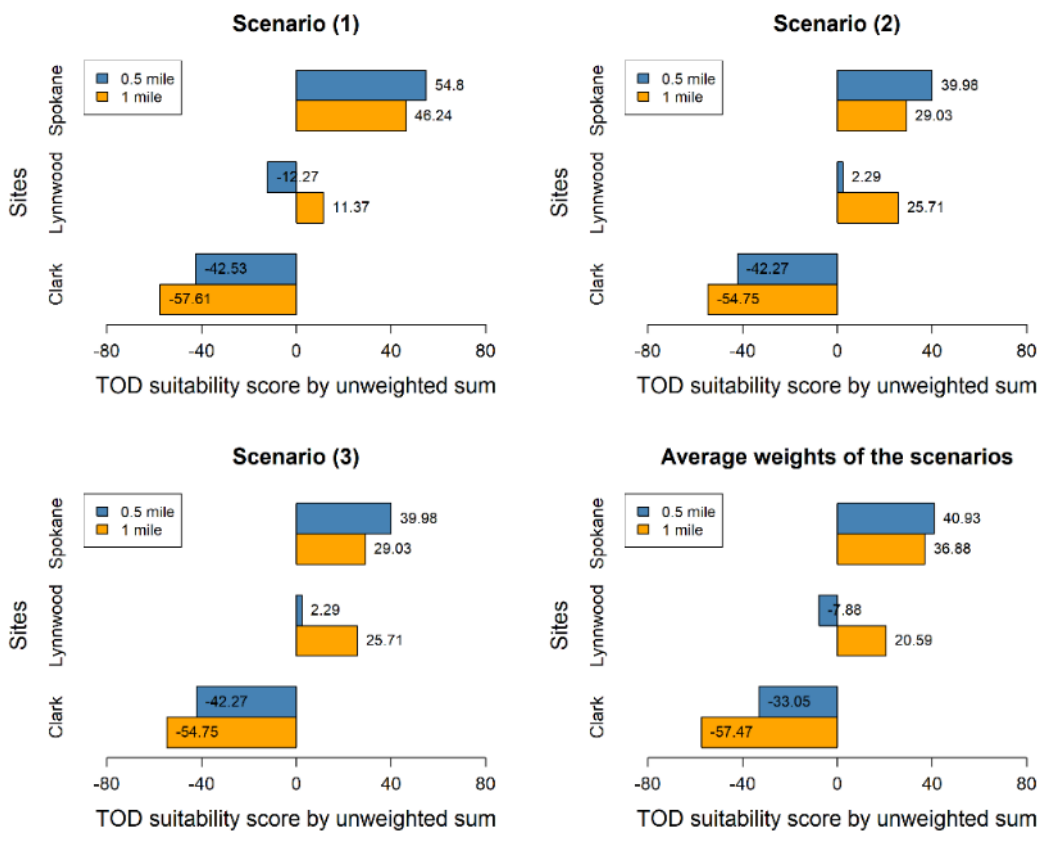 Scenario (1)
0.5 mile
1 mile
Sites
Spokane
Lynnwood
Clark
54.8
46.24
-12.27
11.37
-42.53
-57.61
-80 -40 0 40 80
TOD suitability score by unweighted sum
Scenario (2)
0.5 mile
1 mile
Sites
Spokane
Lynnwood
Clark
39.98
29.03
2.29
25.71
-42.27
-54.75
-80 -40 0 40 80
TOD suitability score by unweighted sum
Scenario (3)
0.5 mile
1 mile
Sites
Spokane
Lynnwood
Clark
39.98
29.03
2.29
25.71
-42.27
-54.75
-80 -40 0 40 80
TOD suitability score by unweighted sum
Average weights of the scenarios
0.5 mile
1 mile
Sites
Spokane
Lynnwood
Clark
40.93
36.88
-7.88
20.59
-33.05
-57.47
-80 -40 0 40 80
TOD suitability score by unweighted sum